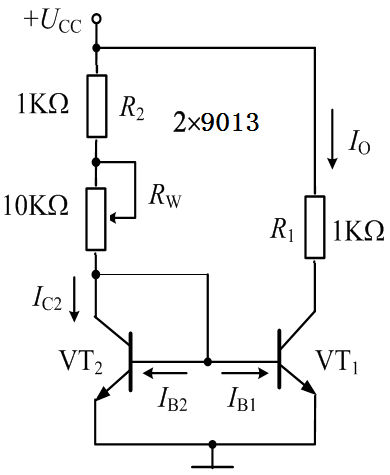 +UCC
1KΩ R2 2×9013
IO
10KΩ RW
R1 1KΩ
IC2
VT2 VT1
IB2 IB1